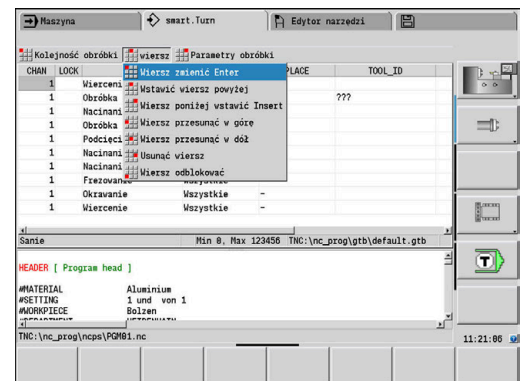 Maszyna
smart.Turn
Edytor narzędzi
Kolejność obróbki wiersz Parametry obróbki
CHAN LOCK PLACE TOOL_ID
Wiersz zmienić Enter
Wstawić wiersz powyżej
Wiersz poniżej wstawić Insert
Wiersz przesunąć w górę
Wiersz przesunąć w dół
Usunąć wiersz
Wiersz odblokować
1 Wierceni
1 Obróbka ???
1 Nacinani
1 Obróbka
1 Podcięci
1 Nacinani
1 Nacinani
1 Frezowanie Wszystkie
1 Okrawanie Wszystkie –
1 Wiercenie Wszystkie –
Sanie Min 0, Max 123456 TNC:\nc_prog\gtb\default.gtb
HEADER [ Program head ]
#MATERIAL Aluminium
#SETTING 1 und von 1
#WORKPIECE Bolzen
TNC:\nc_prog\ncps\PGM01.nc
T
11:21:06